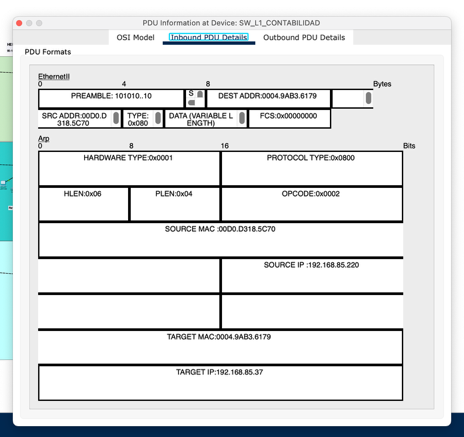 PDU Information at Device: SW_L1_CONTABILIDAD
OSI Model Inbound PDU Details Outbound PDU Details
PDU Formats
EthernetII
0 4 8 Bytes
PREAMBLE: 101010..10 S DEST ADDR:0004.9AB3.6179
SRC ADDR:00D0.D
318.5C70
TYPE:
0x080
DATA (VARIABLE L
ENGTH)
FCS:0x00000000
Arp
0 8 16 Bits
HARDWARE TYPE:0x0001 PROTOCOL TYPE:0x0800
HLEN:0x06 PLEN:0x04 OPCODE:0x0002
SOURCE MAC :00D0.D318.5C70
SOURCE IP :192.168.85.220
TARGET MAC:0004.9AB3.6179
TARGET IP:192.168.85.37